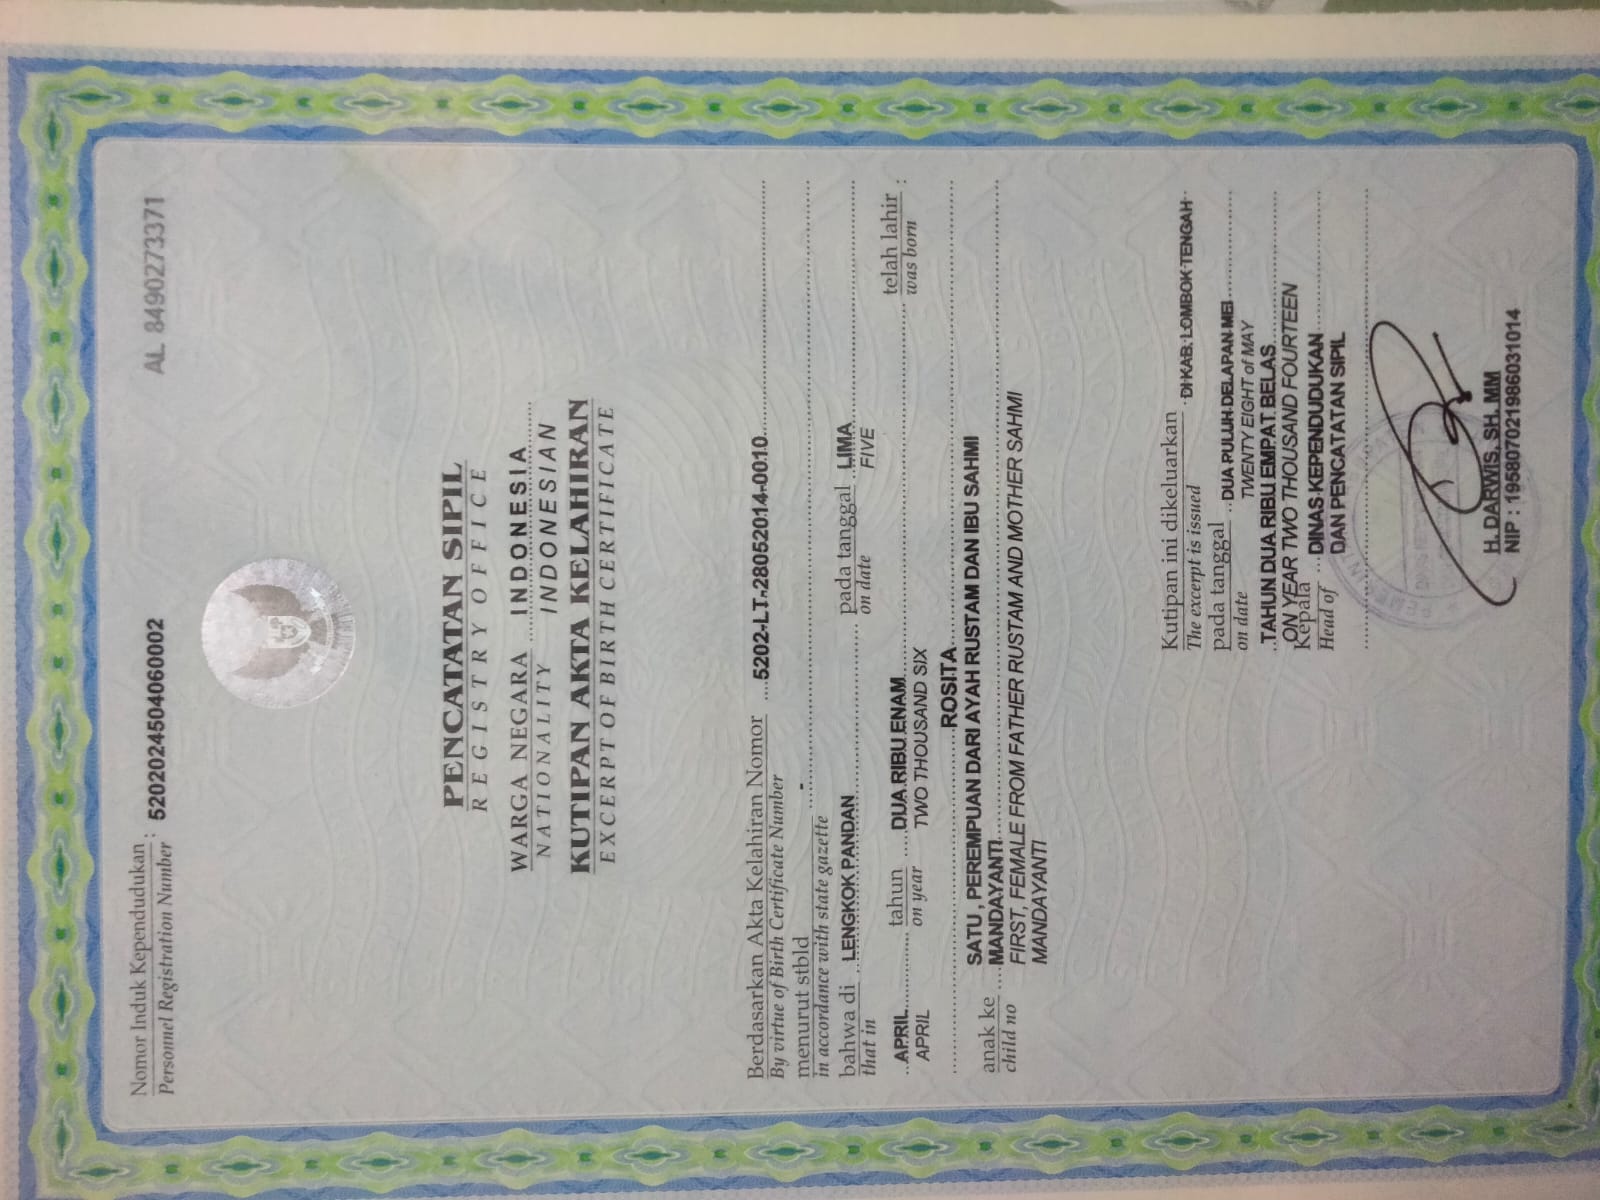 Nomor Induk Kependudukan : 5202024504060002
Personnel Registration Number
AL 8490273371
PENCATATAN SIPIL
REGISTRY OFFICE
WARGA NEGARA INDONESIA
NATIONALITY INDONESIAN
KUTIPAN AKTA KELAHIRAN
EXCERPT OF BIRTH CERTIFICATE
Berdasarkan Akta Kelahiran Nomor 5202-LT-28052014-0010
By virtue of Birth Certificate Number
menurut stbld -
in accordance with state gazette
bahwa di LENGKOK PANDAN pada tanggal LIMA
that in on date FIVE
APRIL tahun DUA RIBU ENAM telah lahir :
APRIL on year TWO THOUSAND SIX was born
ROSITA
anak ke SATU , PEREMPUAN DARI AYAH RUSTAM DAN IBU SAHMI
MANDAYANTI
child no FIRST, FEMALE FROM FATHER RUSTAM AND MOTHER SAHMI
MANDAYANTI
Kutipan ini dikeluarkan DI KAB. LOMBOK TENGAH
The excerpt is issued
pada tanggal DUA PULUH DELAPAN MEI
on date TWENTY EIGHT of MAY
TAHUN DUA RIBU EMPAT BELAS
ON YEAR TWO THOUSAND FOURTEEN
Kepala DINAS KEPENDUDUKAN
Head of DAN PENCATATAN SIPIL
H. DARWIS, SH. MM
NIP : 195807021986031014